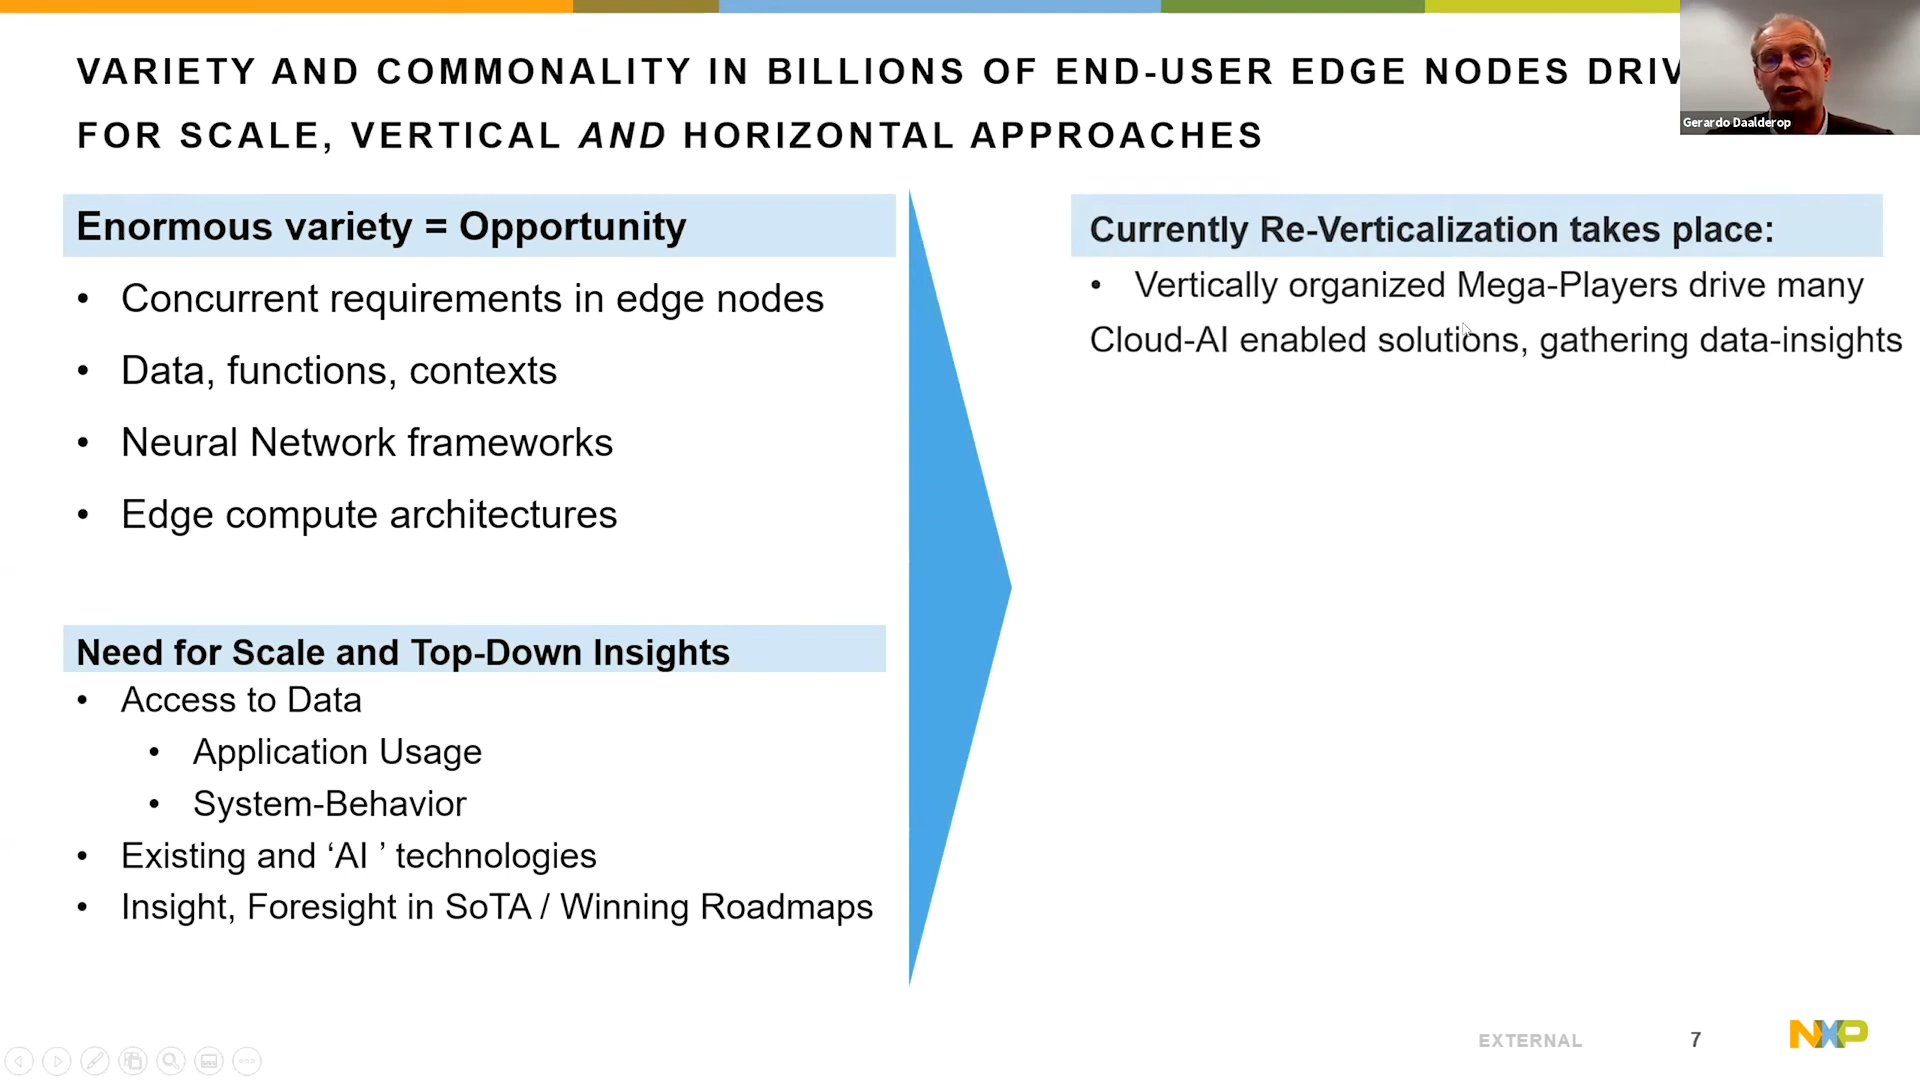 VARIETY AND COMMONALITY IN BILLIONS OF END-USER EDGE NODES
FOR SCALE, VERTICAL AND HORIZONTAL APPROACHES
Gerardo Daalderop
Enormous variety = Opportunity
• Concurrent requirements in edge nodes
• Data, functions, contexts
• Neural Network frameworks
• Edge compute architectures
Need for Scale and Top-Down Insights
• Access to Data
• Application Usage
• System-Behavior
• Existing and ‘AI ’ technologies
• Insight, Foresight in SoTA / Winning Roadmaps
Currently Re-Verticalization takes place:
• Vertically organized Mega-Players drive many
Cloud-AI enabled solutions, gathering data-insights
EXTERNAL
7
NXP